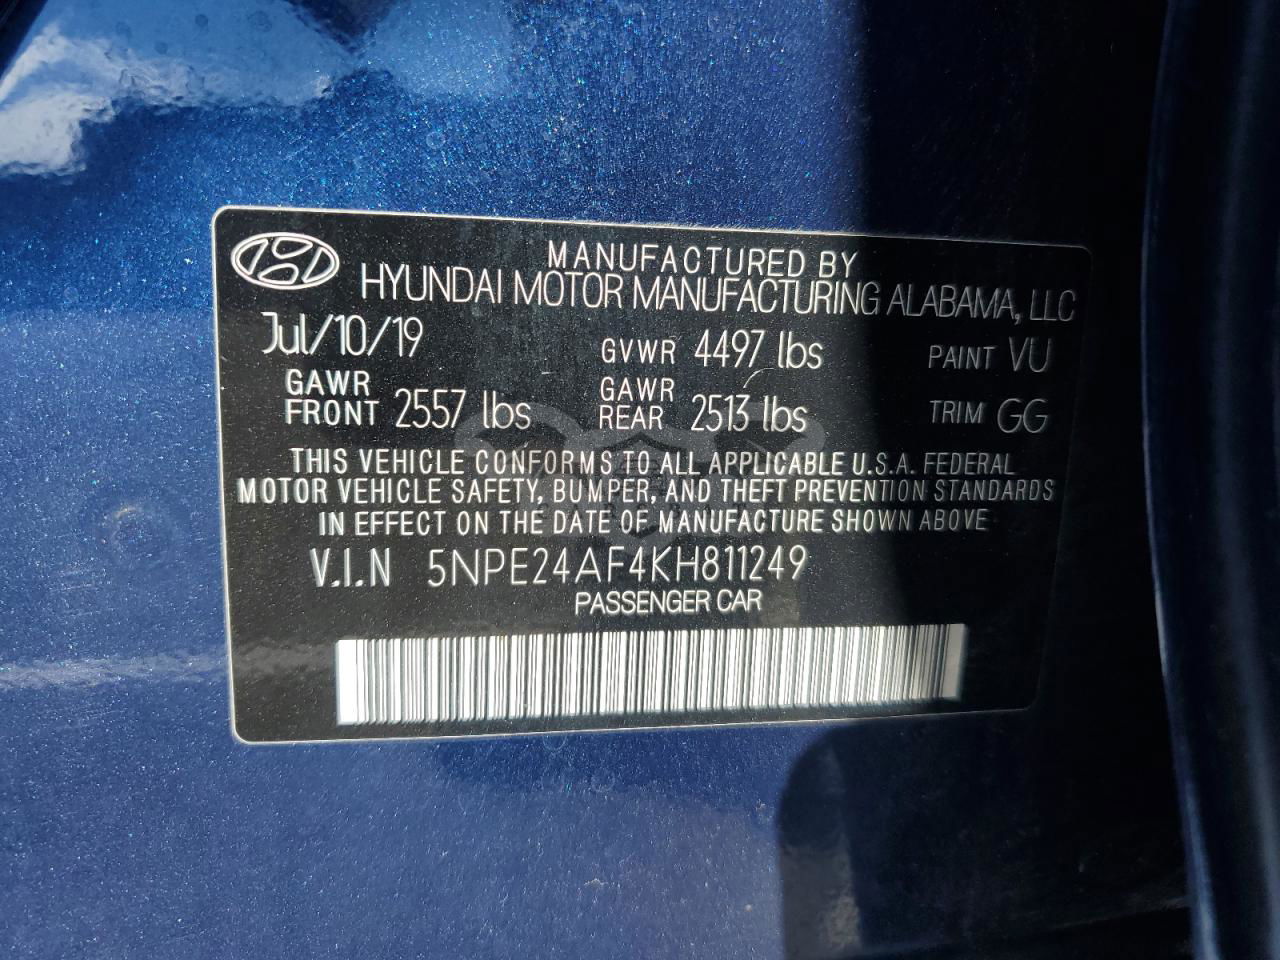 MANUFACTURED BY
HYUNDAI MOTOR MANUFACTURING ALABAMA, LLC
Jul/10/19 GVWR 4497 lbs PAINT VU
GAWR FRONT 2557 lbs GAWR REAR 2513 lbs TRIM GG
THIS VEHICLE CONFORMS TO ALL APPLICABLE U.S.A. FEDERAL
MOTOR VEHICLE SAFETY, BUMPER, AND THEFT PREVENTION STANDARDS
IN EFFECT ON THE DATE OF MANUFACTURE SHOWN ABOVE
V.I.N 5NPE24AF4KH811249
PASSENGER CAR